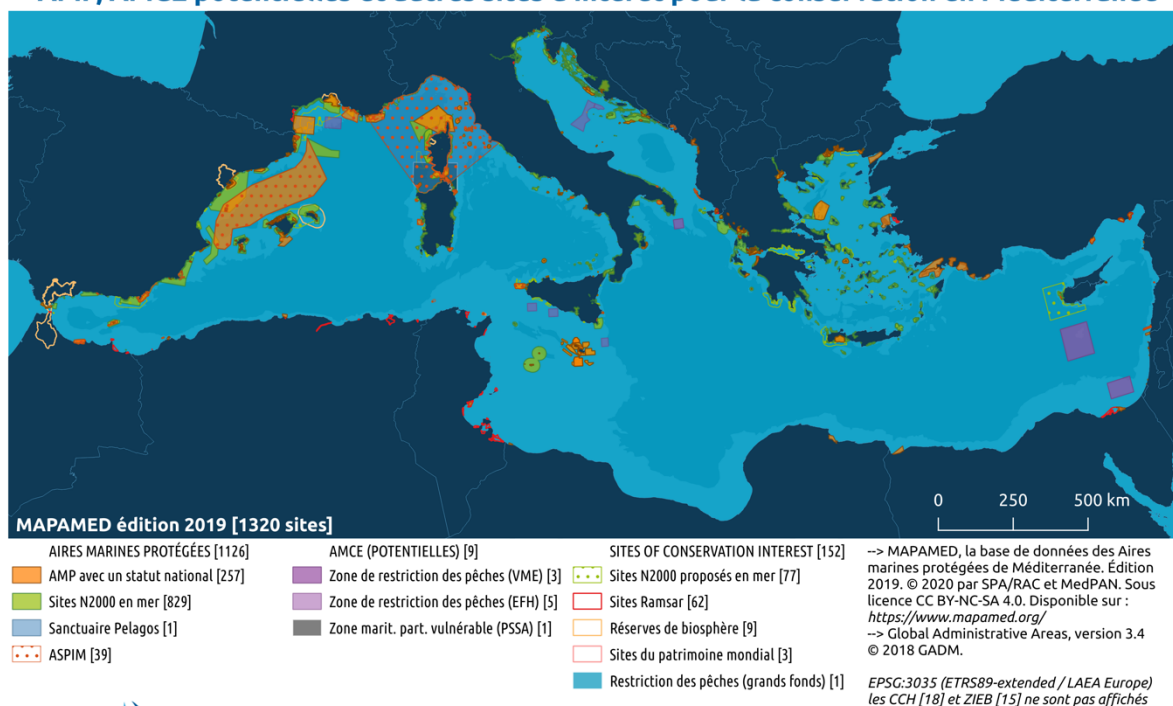 MAPAMED édition 2019 [1320 sites]
0 250 500 km
AIRES MARINES PROTÉGÉES [1126]
AMP avec un statut national [257]
Sites N2000 en mer [829]
Sanctuaire Pelagos [1]
ASPIM [39]
AMCE (POTENTIELLES) [9]
Zone de restriction des pêches (VME) [3]
Zone de restriction des pêches (EFH) [5]
Zone marit. part. vulnérable (PSSA) [1]
SITES OF CONSERVATION INTEREST [152]
Sites N2000 proposés en mer [77]
Sites Ramsar [62]
Réserves de biosphère [9]
Sites du patrimoine mondial [3]
Restriction des pêches (grands fonds) [1]
--> MAPAMED, la base de données des Aires
marines protégées de Méditerranée. Édition
2019. © 2020 par SPA/RAC et MedPAN. Sous
licence CC BY-NC-SA 4.0. Disponible sur :
https://www.mapamed.org/
--> Global Administrative Areas, version 3.4
© 2018 GADM.
EPSG:3035 (ETRS89-extended / LAEA Europe)
les CCH [18] et ZIEB [15] ne sont pas affichés